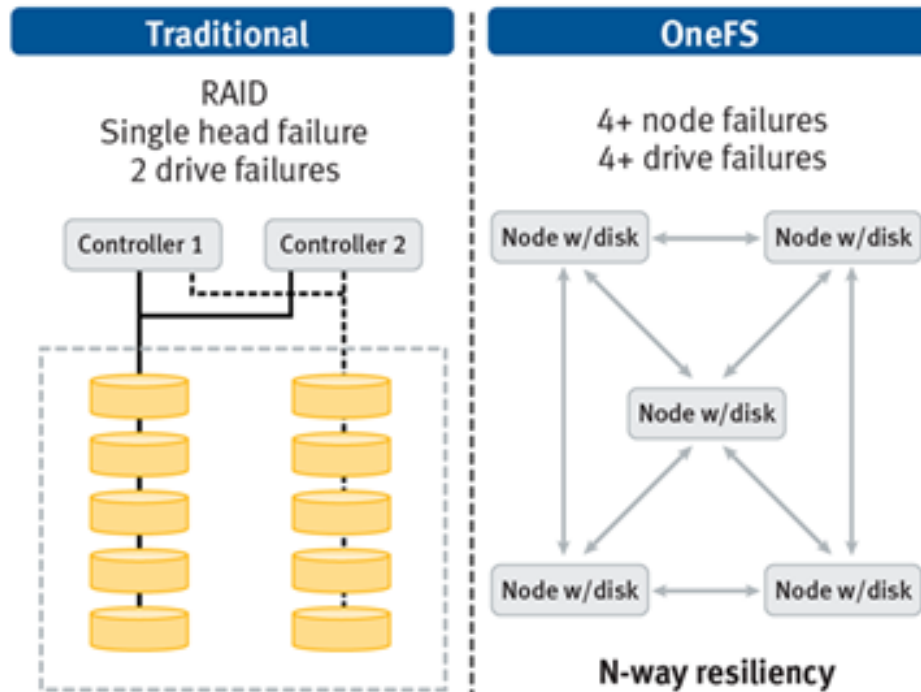 Traditional
RAID
Single head failure
2 drive failures
Controller 1
Controller 2
OneFS
4+ node failures
4+ drive failures
Node w/disk
Node w/disk
Node w/disk
Node w/disk
Node w/disk
N-way resiliency